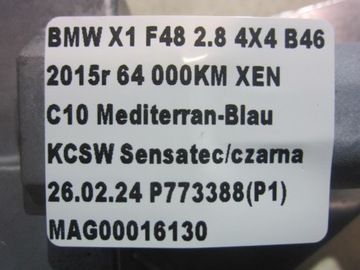 BMW X1 F48 2.8 4X4 B46
2015r 64 000KM XEN
C10 Mediterran-Blau
KCSW Sensatec/czarna
26.02.24 P773388(P1)
MAG00016130